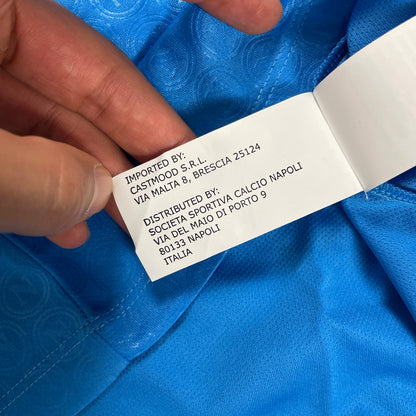 IMPORTED BY:
CASTMOOD S.R.L.
VIA MALTA 8, BRESCIA 25124
DISTRIBUTED BY:
SOCIETA SPORTIVA CALCIO NAPOLI
VIA DEL MAIO DI PORTO 9
80133 NAPOLI
ITALIA